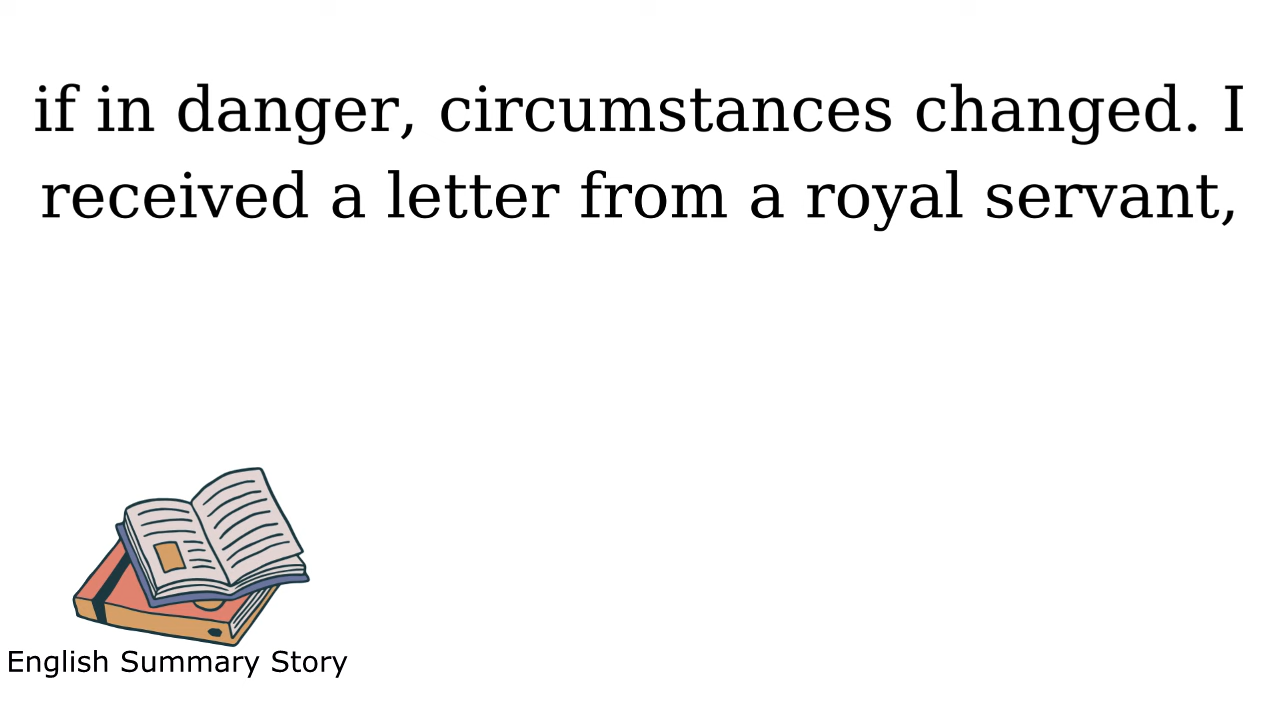 if in danger, circumstances changed. I
received a letter from a royal servant,
English Summary Story